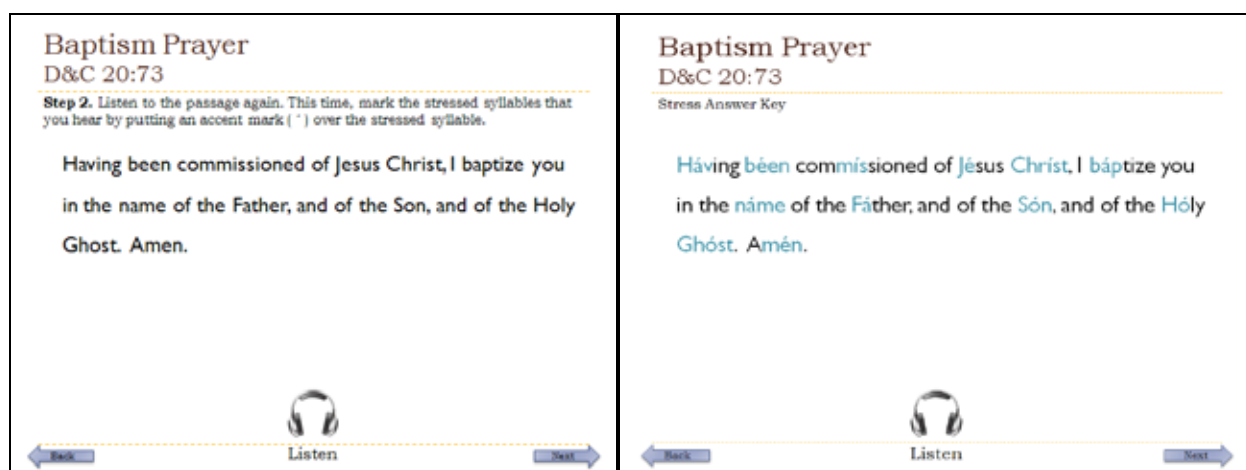 Baptism Prayer
D&C 20:73
Step 2. Listen to the passage again. This time, mark the stressed syllables that
you hear by putting an accent mark ( ´ ) over the stressed syllable.
Having been commissioned of Jesus Christ, I baptize you
in the name of the Father, and of the Son, and of the Holy
Ghost. Amen.
Listen
Back
Next
Baptism Prayer
D&C 20:73
Stress Answer Key
Háving béen commíssioned of Jésus Chríst, I báptize you
in the náme of the Fáther, and of the Són, and of the Hóly
Ghóst. Amén.
Listen
Back
Next